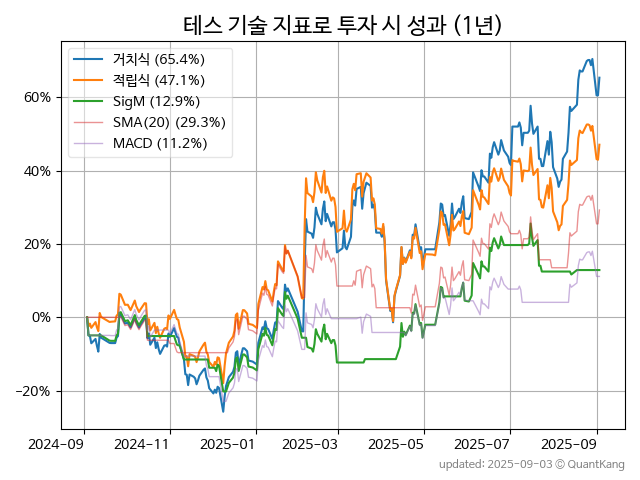 테스 기술 지표로 투자 시 성과 (1년)
거치식 (65.4%)
적립식 (47.1%)
SigM (12.9%)
SMA(20) (29.3%)
MACD (11.2%)
60%
40%
20%
0%
−20%
2024-09 2024-11 2025-01 2025-03 2025-05 2025-07 2025-09
updated: 2025-09-03 © QuantKang